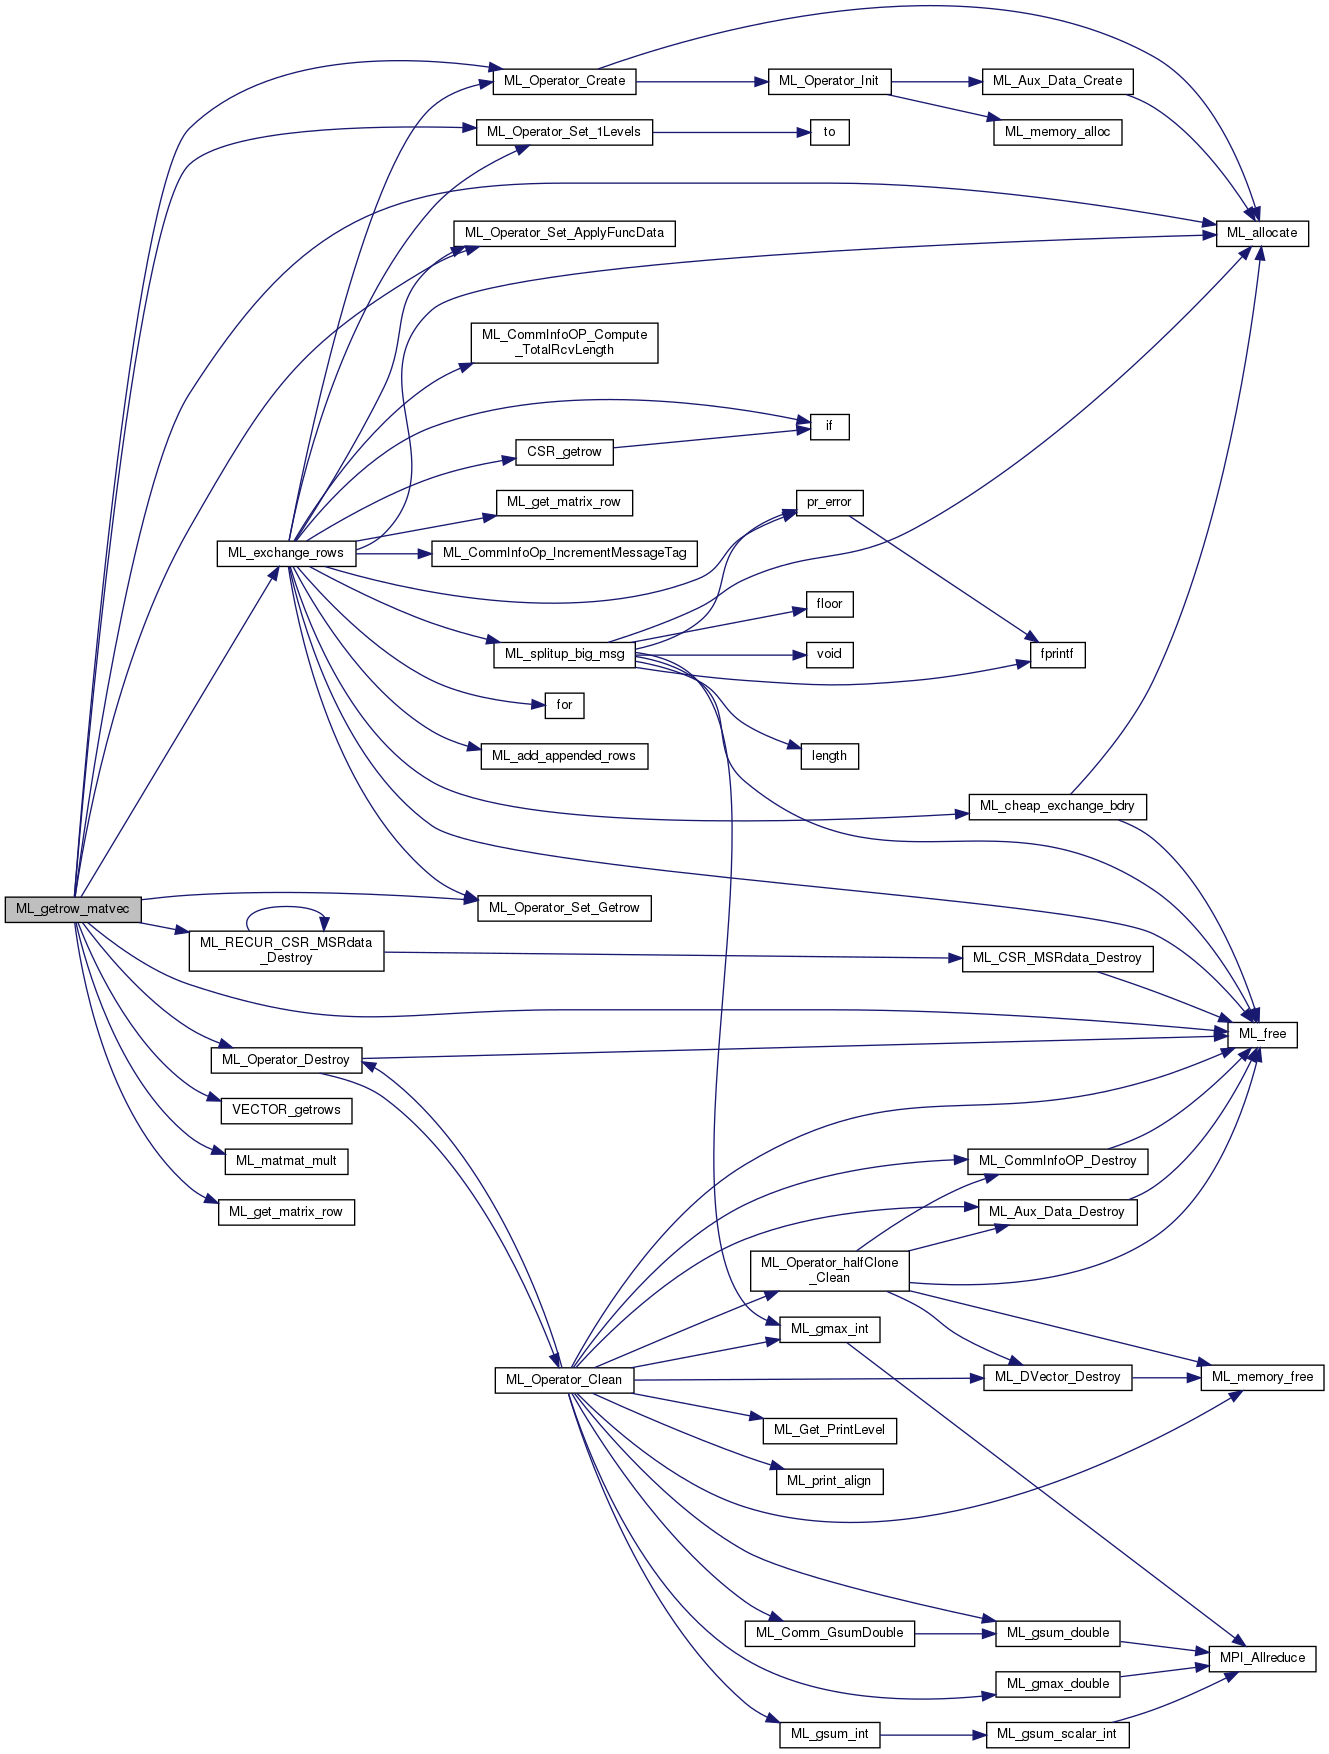 ML_Operator_Create
ML_Operator_Init
ML_Aux_Data_Create
ML_Operator_Set_1Levels
to
ML_memory_alloc
ML_Operator_Set_ApplyFuncData
ML_allocate
ML_CommInfoOP_Compute
_TotalRcvLength
if
CSR_getrow
ML_get_matrix_row
pr_error
ML_exchange_rows
ML_CommInfoOp_IncrementMessageTag
floor
ML_splitup_big_msg
void
fprintf
for
ML_add_appended_rows
length
ML_cheap_exchange_bdry
ML_getrow_matvec
ML_Operator_Set_Getrow
ML_RECUR_CSR_MSRdata
_Destroy
ML_CSR_MSRdata_Destroy
ML_free
ML_Operator_Destroy
VECTOR_getrows
ML_matmat_mult
ML_CommInfoOP_Destroy
ML_get_matrix_row
ML_Aux_Data_Destroy
ML_Operator_halfClone
_Clean
ML_gmax_int
ML_Operator_Clean
ML_DVector_Destroy
ML_memory_free
ML_Get_PrintLevel
ML_print_align
ML_Comm_GsumDouble
ML_gsum_double
MPI_Allreduce
ML_gmax_double
ML_gsum_int
ML_gsum_scalar_int